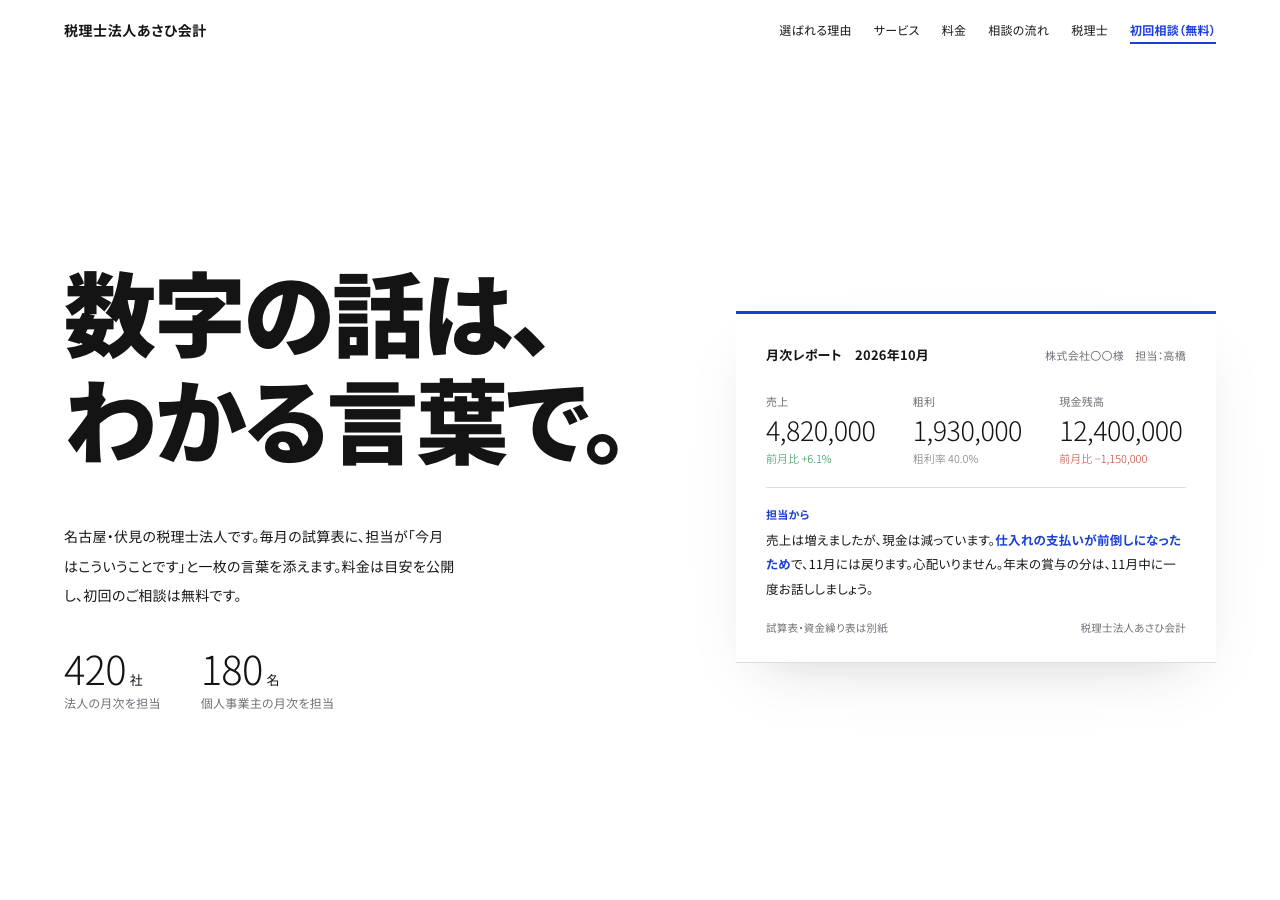 税理士法人あさひ会計
選ばれる理由 サービス 料金 相談の流れ 税理士 初回相談（無料）
数字の話は、
わかる言葉で。
名古屋・伏見の税理士法人です。毎月の試算表に、担当が「今月
はこういうことです」と一枚の言葉を添えます。料金は目安を公開
し、初回のご相談は無料です。
420 社
法人の月次を担当
180 名
個人事業主の月次を担当
月次レポート　2026年10月
株式会社〇〇様　担当：高橋
売上
4,820,000
前月比 +6.1%
粗利
1,930,000
粗利率 40.0%
現金残高
12,400,000
前月比 −1,150,000
担当から
売上は増えましたが、現金は減っています。仕入れの支払いが前倒しになった
ためで、11月には戻ります。心配いりません。年末の賞与の分は、11月中に一
度お話ししましょう。
試算表・資金繰り表は別紙
税理士法人あさひ会計